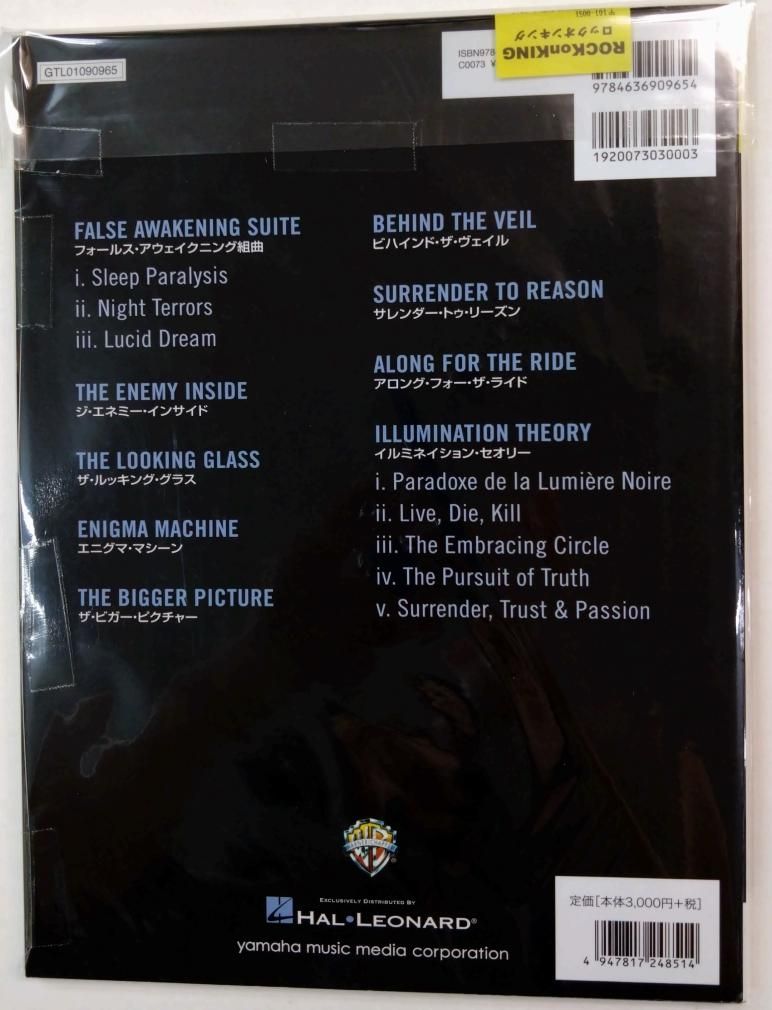 GTL01090965
ISBN978
C0073 ¥
ROCKonKING
ロックオンキング
9784636909654
1920073030003
FALSE AWAKENING SUITE
フォールス・アウェイクニング組曲
i. Sleep Paralysis
ii. Night Terrors
iii. Lucid Dream
THE ENEMY INSIDE
ジ・エネミー・インサイド
THE LOOKING GLASS
ザ・ルッキング・グラス
ENIGMA MACHINE
エニグマ・マシーン
THE BIGGER PICTURE
ザ・ビガー・ピクチャー
BEHIND THE VEIL
ビハインド・ザ・ヴェイル
SURRENDER TO REASON
サレンダー・トゥ・リーズン
ALONG FOR THE RIDE
アロング・フォー・ザ・ライド
ILLUMINATION THEORY
イルミネイション・セオリー
i. Paradoxe de la Lumière Noire
ii. Live, Die, Kill
iii. The Embracing Circle
iv. The Pursuit of Truth
v. Surrender, Trust & Passion
EXCLUSIVELY DISTRIBUTED BY
HAL•LEONARD®
yamaha music media corporation
定価[本体3,000円+税]
4 947817 248514